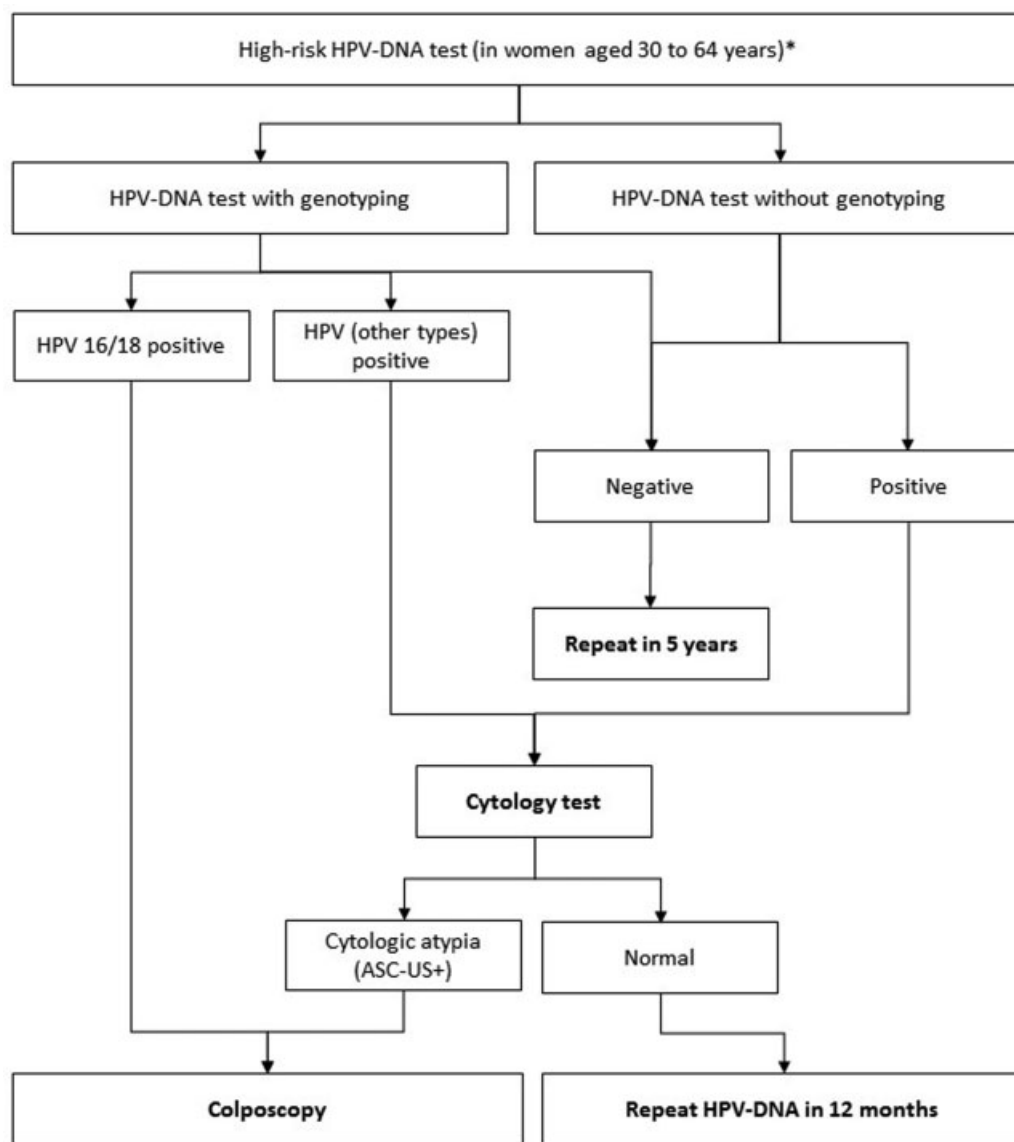 High-risk HPV-DNA test (in women aged 30 to 64 years)*
HPV-DNA test with genotyping
HPV-DNA test without genotyping
HPV 16/18 positive
HPV (other types)
positive
Negative
Positive
Repeat in 5 years
Cytology test
Cytologic atypia
(ASC-US+)
Normal
Colposcopy
Repeat HPV-DNA in 12 months